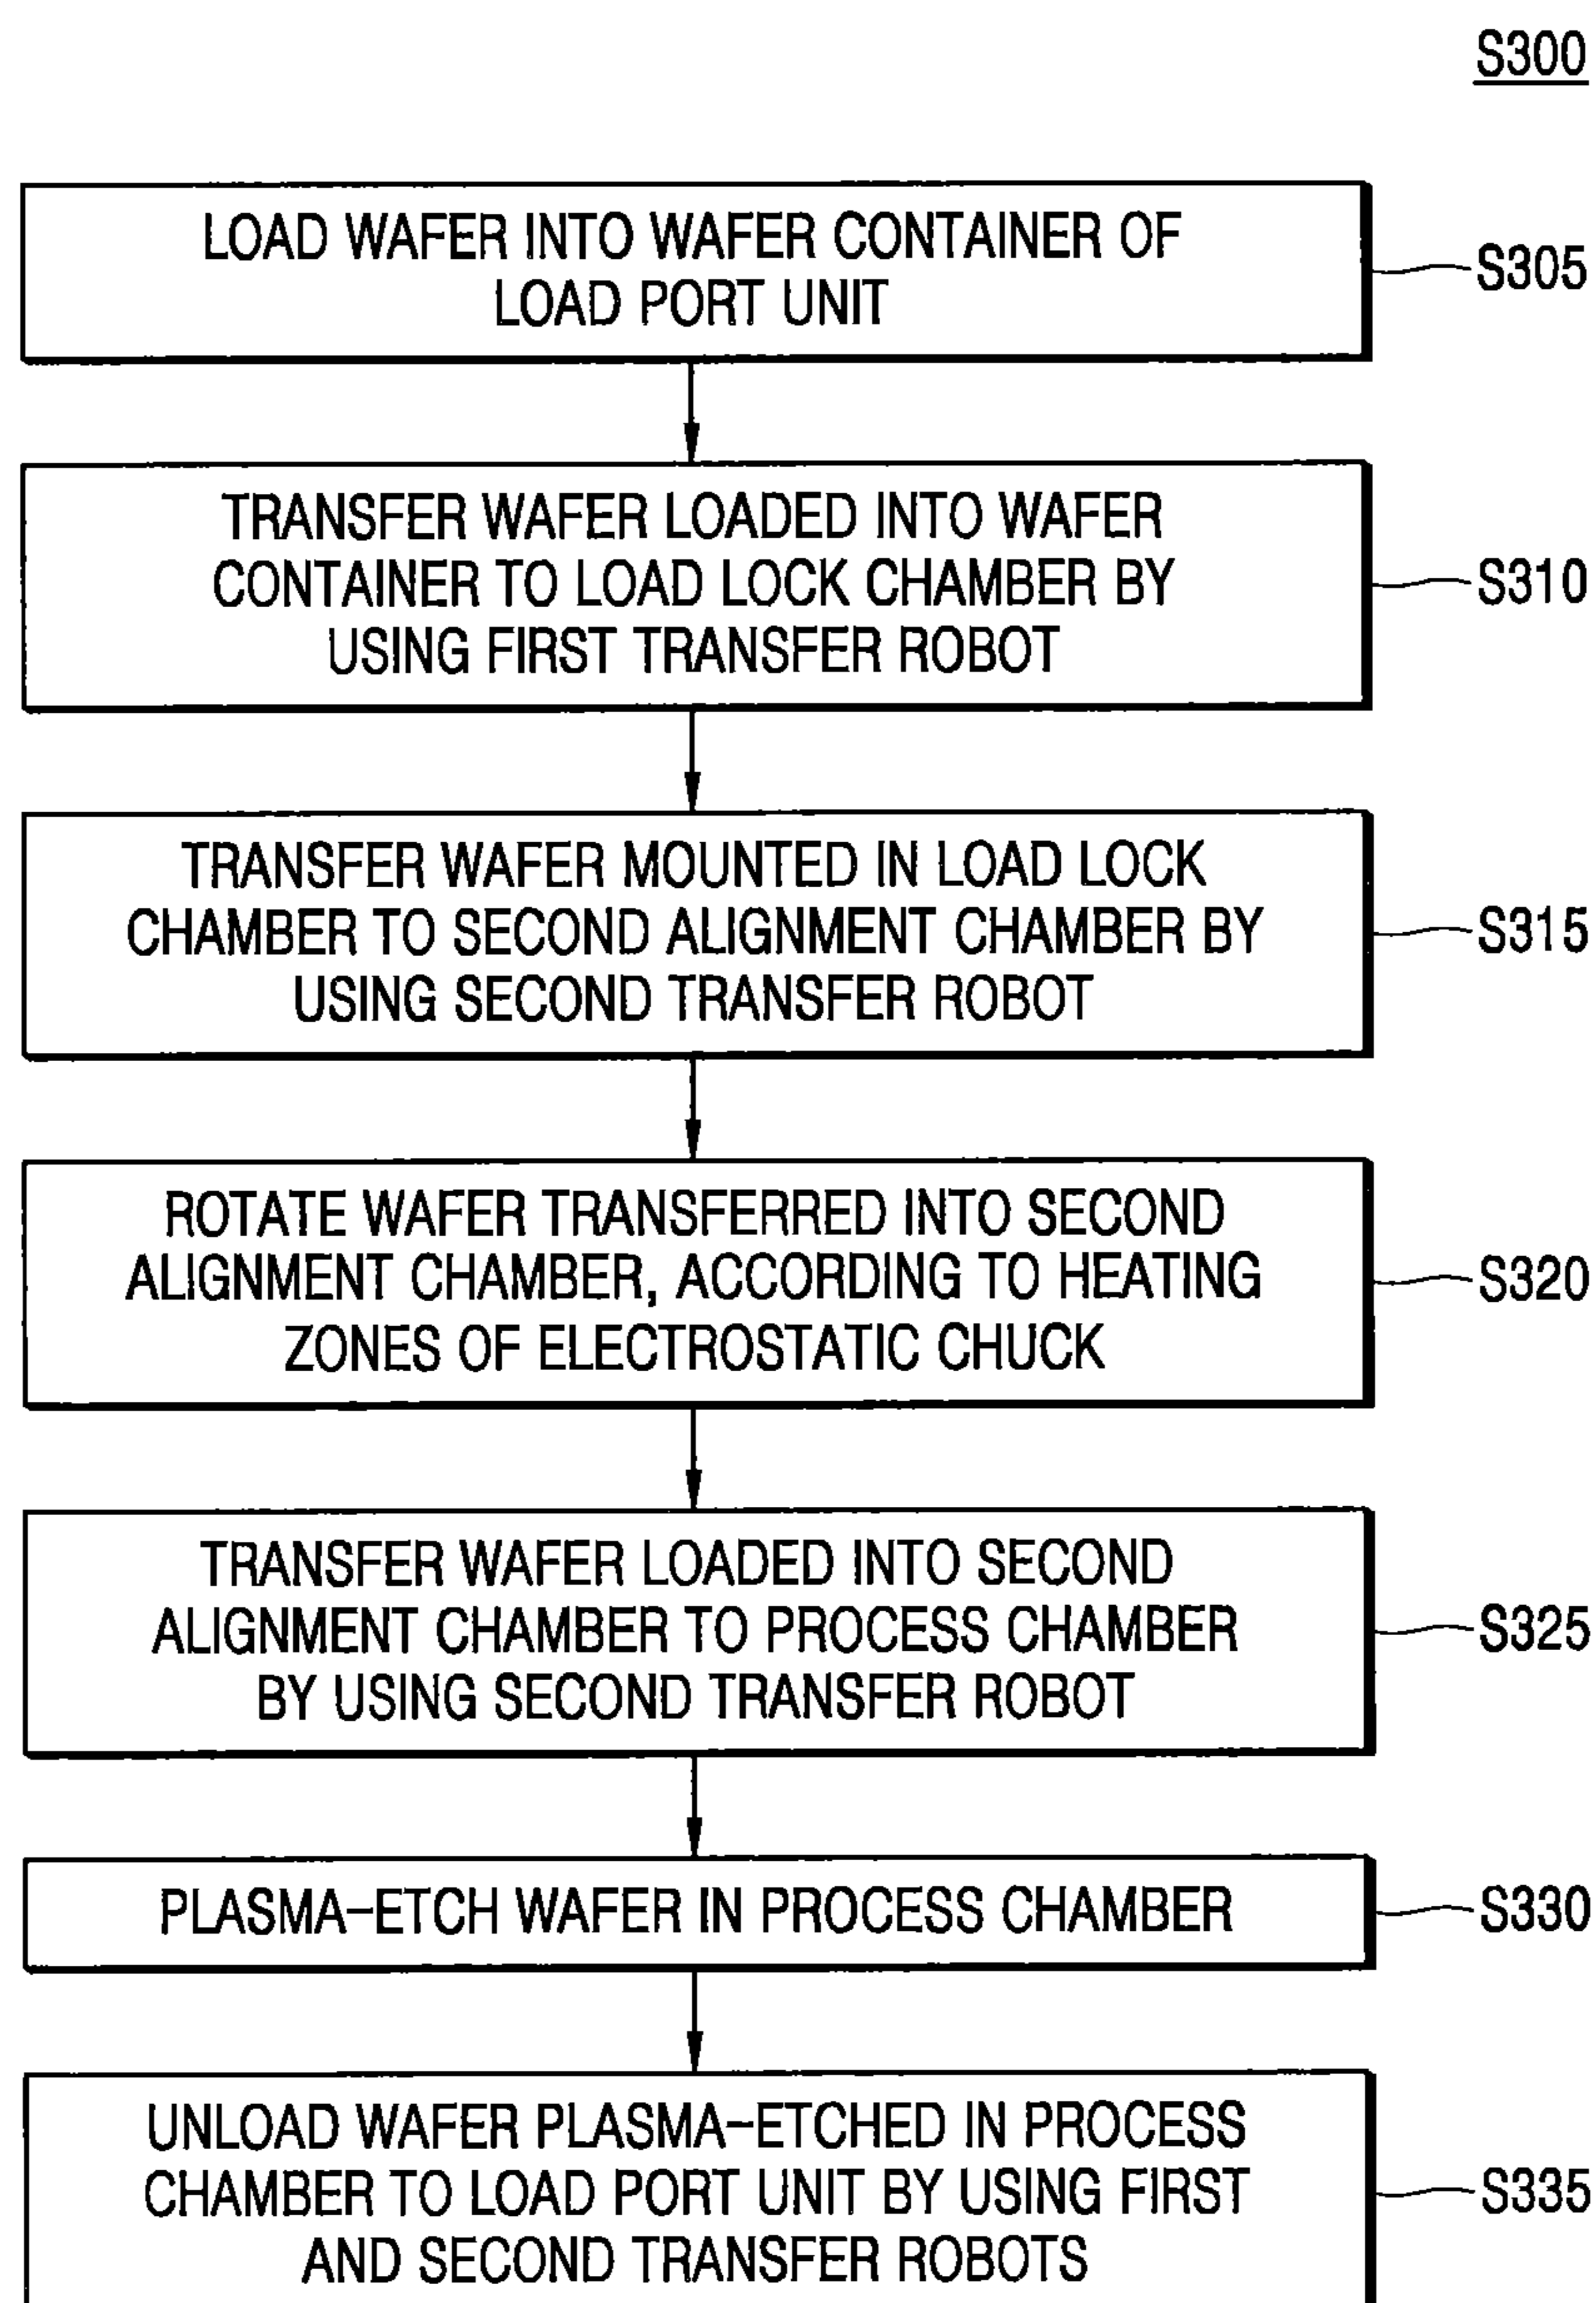 S300
LOAD WAFER INTO WAFER CONTAINER OF
LOAD PORT UNIT
S305
TRANSFER WAFER LOADED INTO WAFER
CONTAINER TO LOAD LOCK CHAMBER BY
USING FIRST TRANSFER ROBOT
S310
TRANSFER WAFER MOUNTED IN LOAD LOCK
CHAMBER TO SECOND ALIGNMENT CHAMBER BY
USING SECOND TRANSFER ROBOT
S315
ROTATE WAFER TRANSFERRED INTO SECOND
ALIGNMENT CHAMBER, ACCORDING TO HEATING
ZONES OF ELECTROSTATIC CHUCK
S320
TRANSFER WAFER LOADED INTO SECOND
ALIGNMENT CHAMBER TO PROCESS CHAMBER
BY USING SECOND TRANSFER ROBOT
S325
PLASMA-ETCH WAFER IN PROCESS CHAMBER
S330
UNLOAD WAFER PLASMA-ETCHED IN PROCESS
CHAMBER TO LOAD PORT UNIT BY USING FIRST
AND SECOND TRANSFER ROBOTS
S335